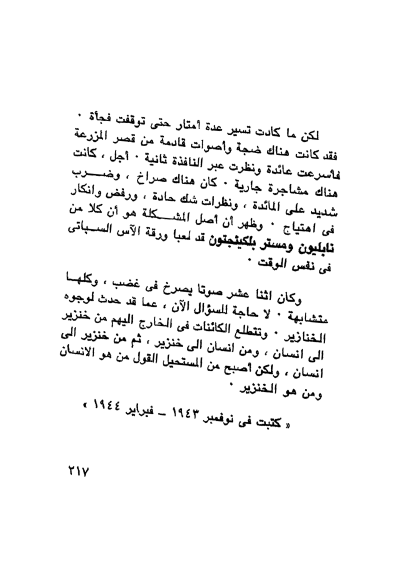 لكن ما كادت تسير عدة أمتار حتى توقفت فجأة .
فقد كانت هناك ضجة وأصوات قادمة من قصر المزرعة
فأسرعت عائدة ونظرت عبر النافذة ثانية . أجل ، كانت
هناك مشاجرة جارية . كان هناك صراخ ، وضـــرب
شديد على المائدة ، ونظرات شك حادة ، ورفض وانكار
فى اهتياج . وظهر أن أصل المشـــكلة هو أن كلا من
نابليون ومستر بلكينجتون قد لعبا ورقة الآس السـباتى
فى نفس الوقت .
وكان اثنا عشر صوتا يصرخ فى غضب ، وكلهــا
متشابهة . لا حاجة للسؤال الآن ، عما قد حدث لوجوه
الخنازير . وتتطلع الكائنات فى الخارج اليهم من خنزير
الى انسان ، ومن انسان الى خنزير ، ثم من خنزير الى
انسان ، ولكن أصبح من المستحيل القول من هو الانسان
ومن هو الخنزير .
« كتبت فى نوفمبر ١٩٤٣ ــ فبراير ١٩٤٤ »
٢١٧